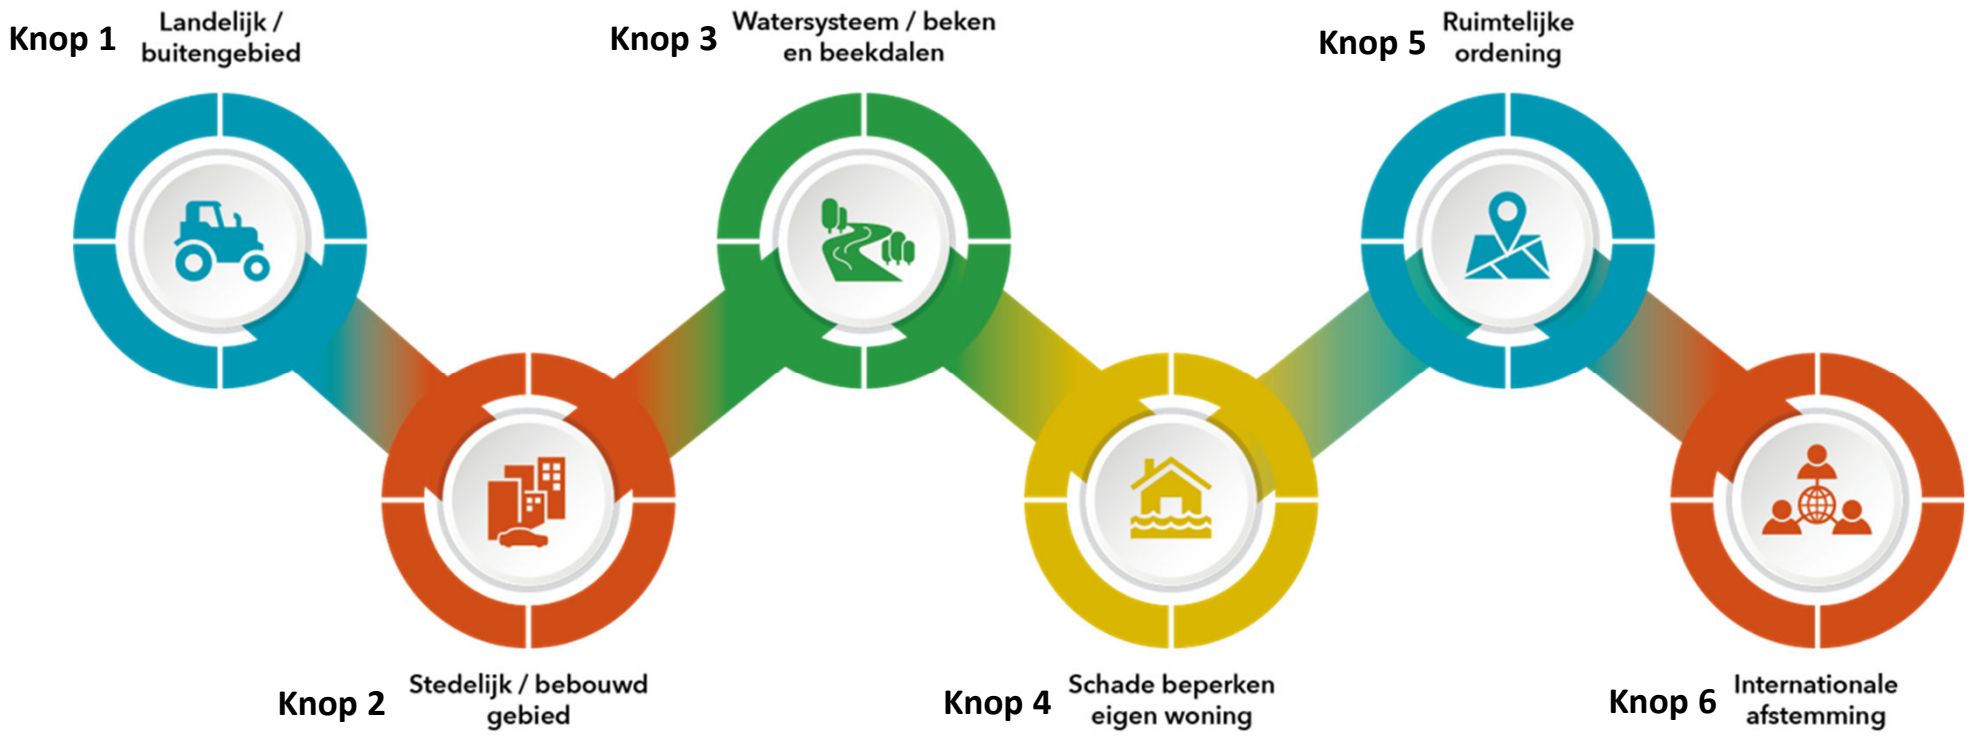 Knop 1
Landelijk /
buitengebied
Knop 2
Stedelijk / bebouwd
gebied
Knop 3
Watersysteem / beken
en beekdalen
Knop 4
Schade beperken
eigen woning
Knop 5
Ruimtelijke
ordening
Knop 6
Internationale
afstemming